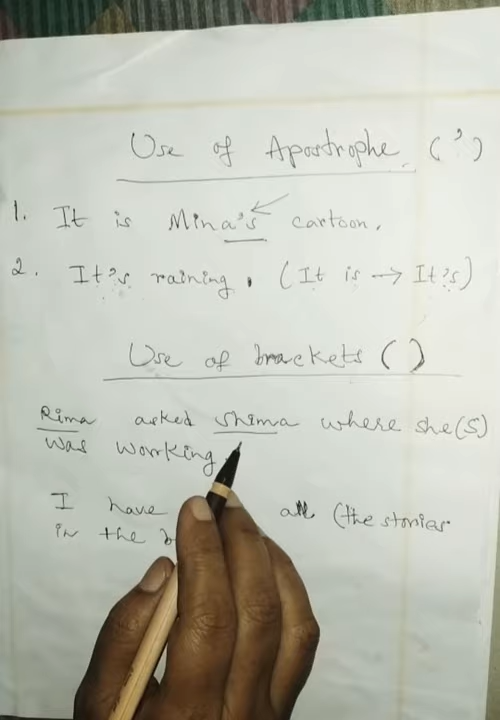 Use of Apostrophe. (’)
1. It is Mina's cartoon.
2. It's raining. (It is → It's)
Use of brackets ()
Rima asked Shima where she(S)
was working.
I have all (the stories
in the